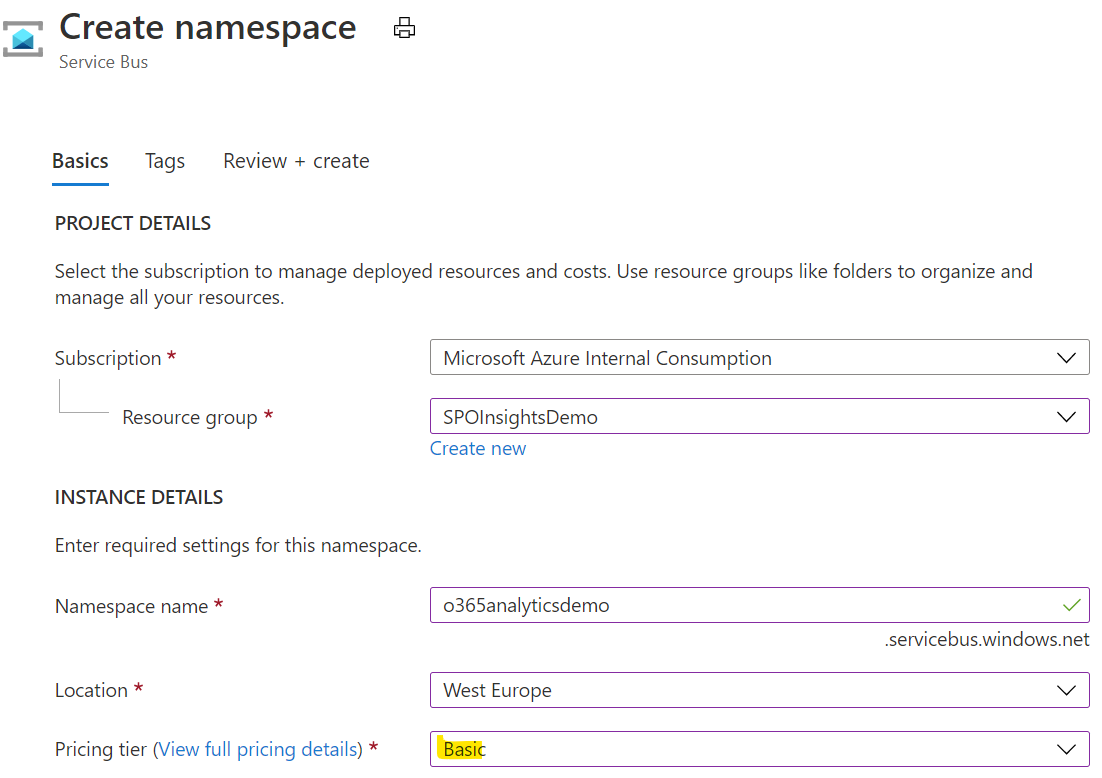 Create namespace
Service Bus
Basics Tags Review + create
PROJECT DETAILS
Select the subscription to manage deployed resources and costs. Use resource groups like folders to organize and
manage all your resources.
Subscription * Microsoft Azure Internal Consumption
Resource group * SPOInsightsDemo
Create new
INSTANCE DETAILS
Enter required settings for this namespace.
Namespace name * o365analyticsdemo
.servicebus.windows.net
Location * West Europe
Pricing tier (View full pricing details) * Basic